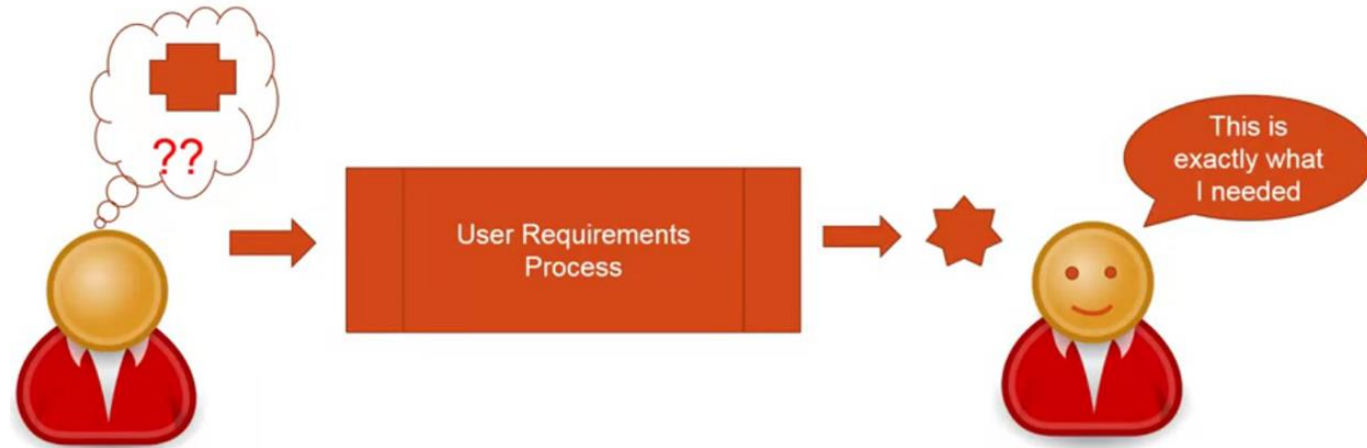 ??
User Requirements
Process
This is
exactly what
I needed